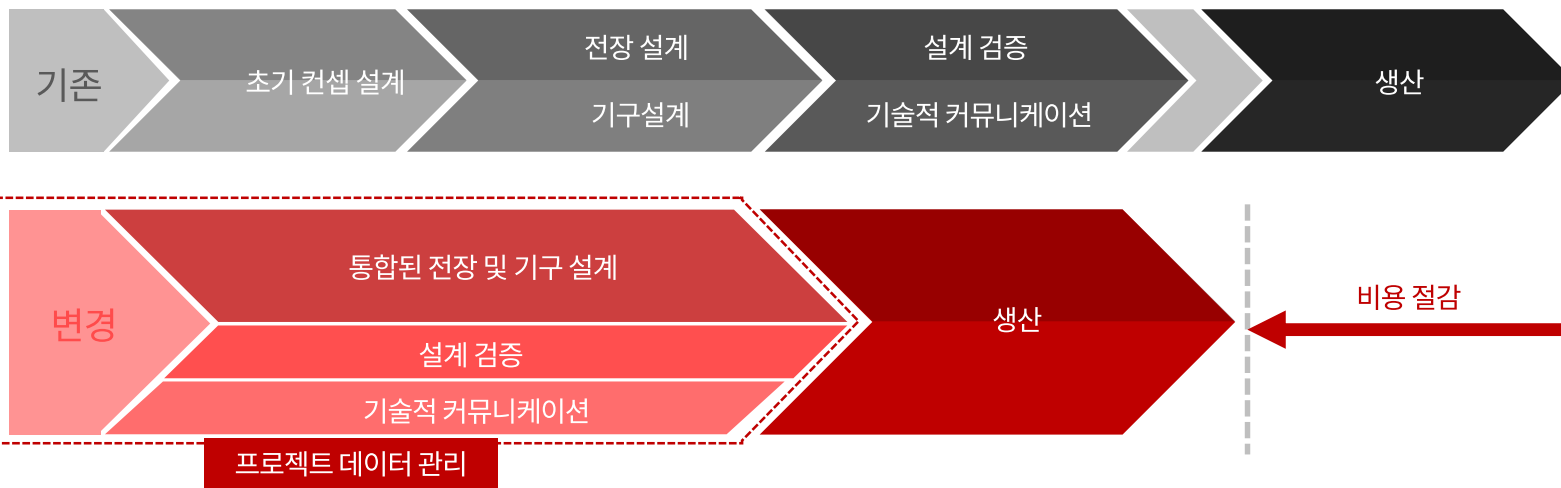 기존
초기 컨셉 설계
전장 설계
기구설계
설계 검증
기술적 커뮤니케이션
생산
변경
통합된 전장 및 기구 설계
설계 검증
기술적 커뮤니케이션
생산
비용 절감
프로젝트 데이터 관리